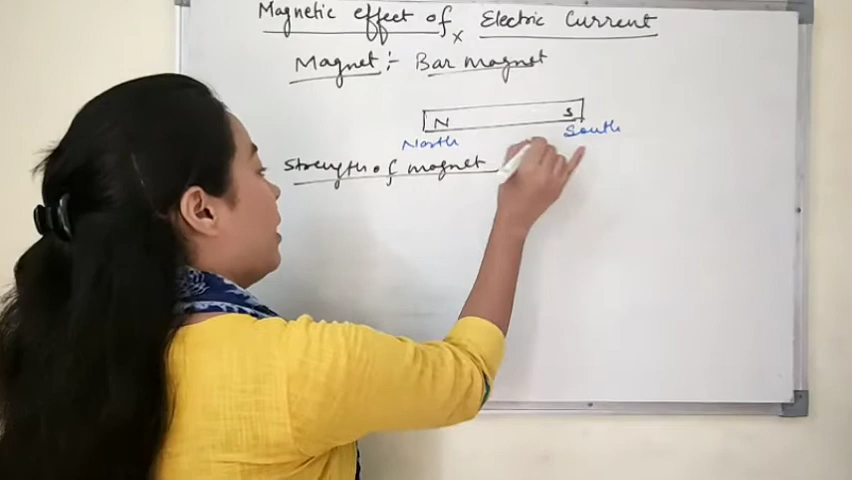 Magnetic effect of Electric Current
Magnet :- Bar magnet
N S
North South
Strength of magnet